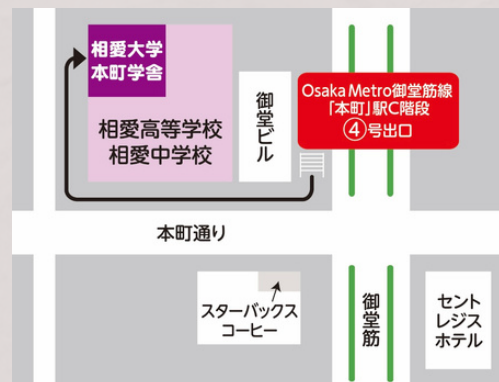 相愛大学
本町学舎
相愛高等学校
相愛中学校
御堂ビル
Osaka Metro御堂筋線
「本町」駅C階段
④号出口
本町通り
スターバックス
コーヒー
御堂筋
セント
レジス
ホテル